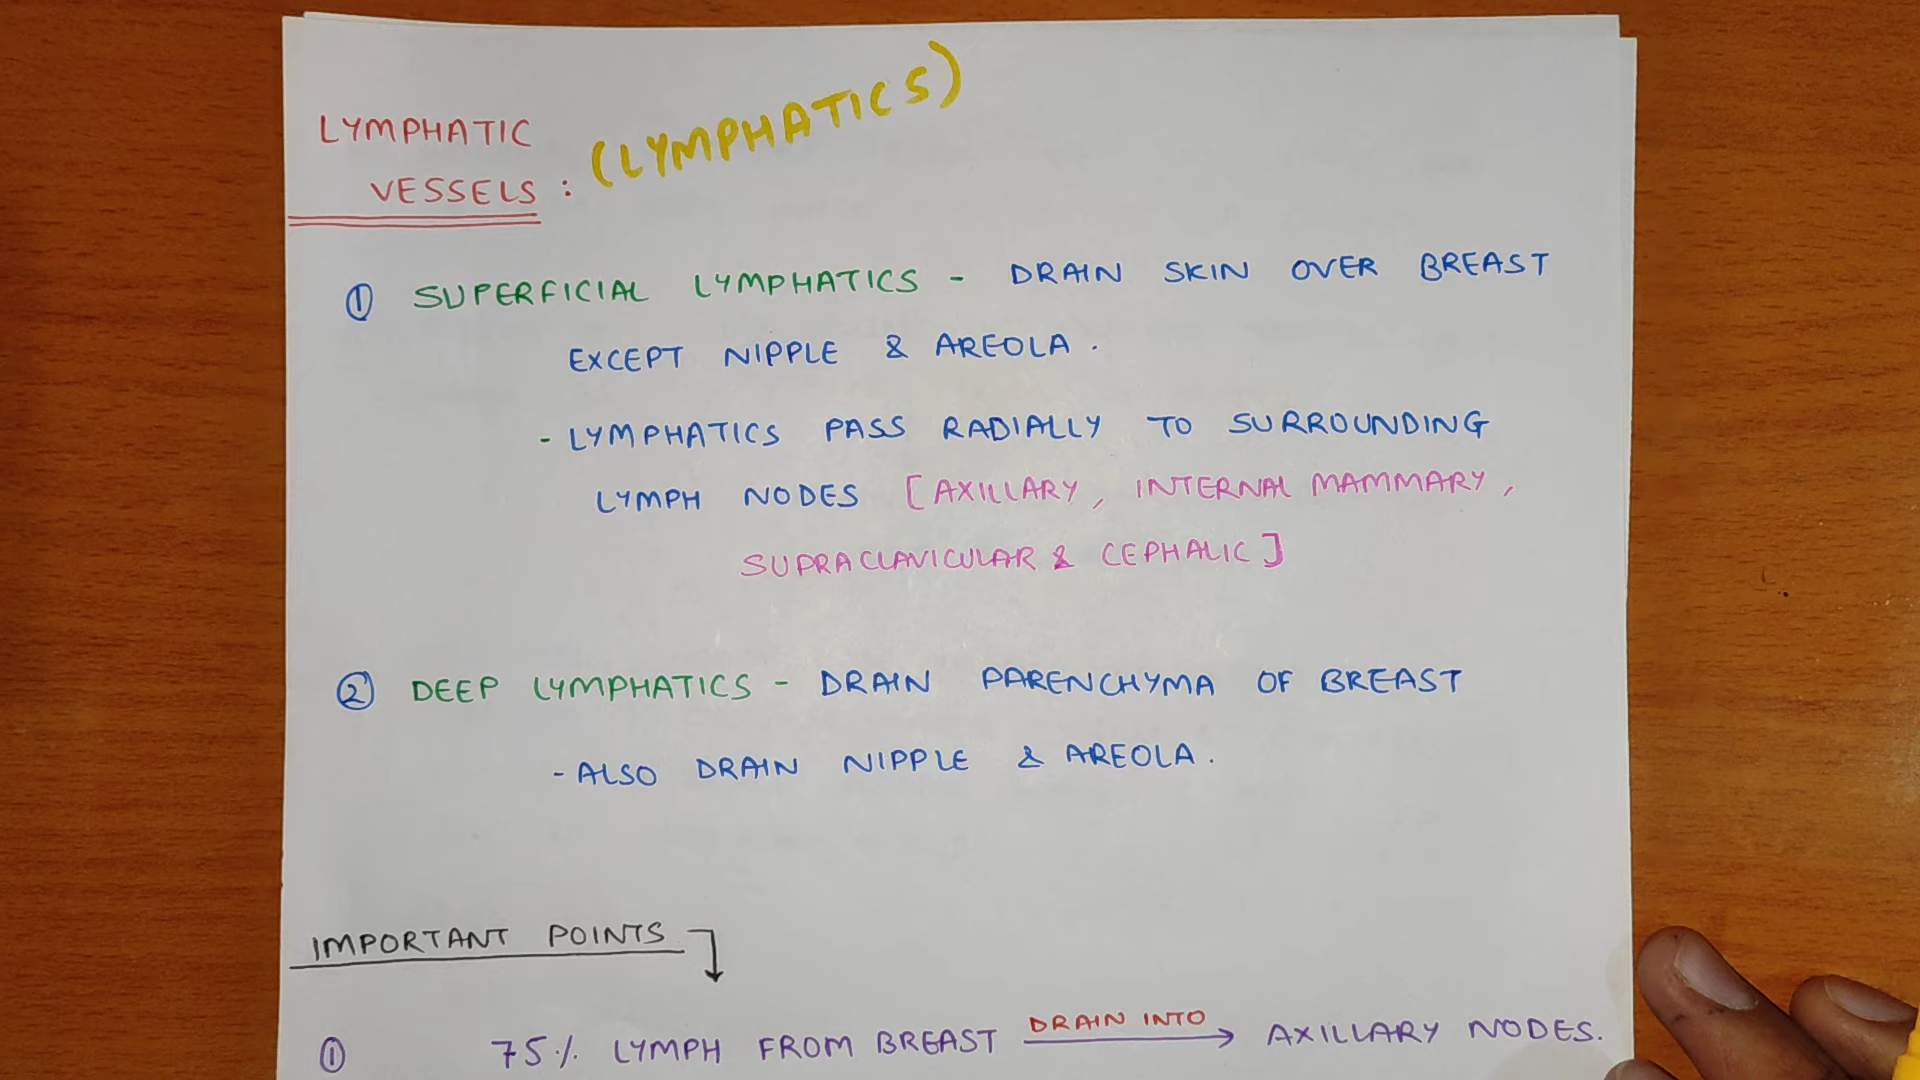 LYMPHATIC
VESSELS : (LYMPHATICS)
① SUPERFICIAL LYMPHATICS - DRAIN SKIN OVER BREAST
EXCEPT NIPPLE & AREOLA.
- LYMPHATICS PASS RADIALLY TO SURROUNDING
LYMPH NODES [AXILLARY, INTERNAL MAMMARY,
SUPRACLAVICULAR & CEPHALIC]
② DEEP LYMPHATICS - DRAIN PARENCHYMA OF BREAST
- ALSO DRAIN NIPPLE & AREOLA.
IMPORTANT POINTS
① 75% LYMPH FROM BREAST DRAIN INTO → AXILLARY NODES.